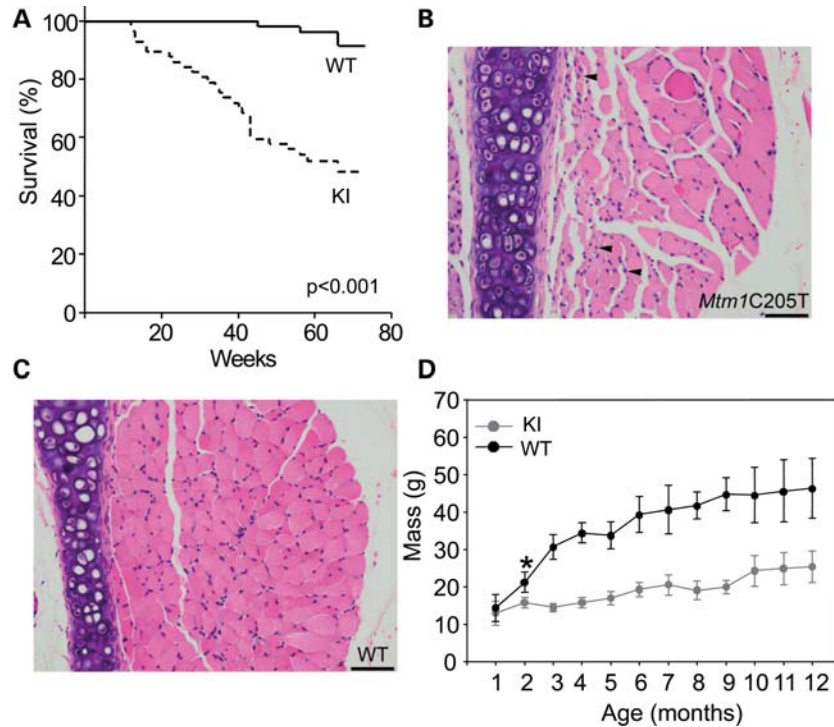 A
100
80
60
40
20
0
Survival (%)
WT
KI
p<0.001
0
20
40
60
80
Weeks
B
Mtm1C205T
C
WT
D
70
60
50
40
30
20
10
0
Mass (g)
KI
WT
*
1 2 3 4 5 6 7 8 9 10 11 12
Age (months)